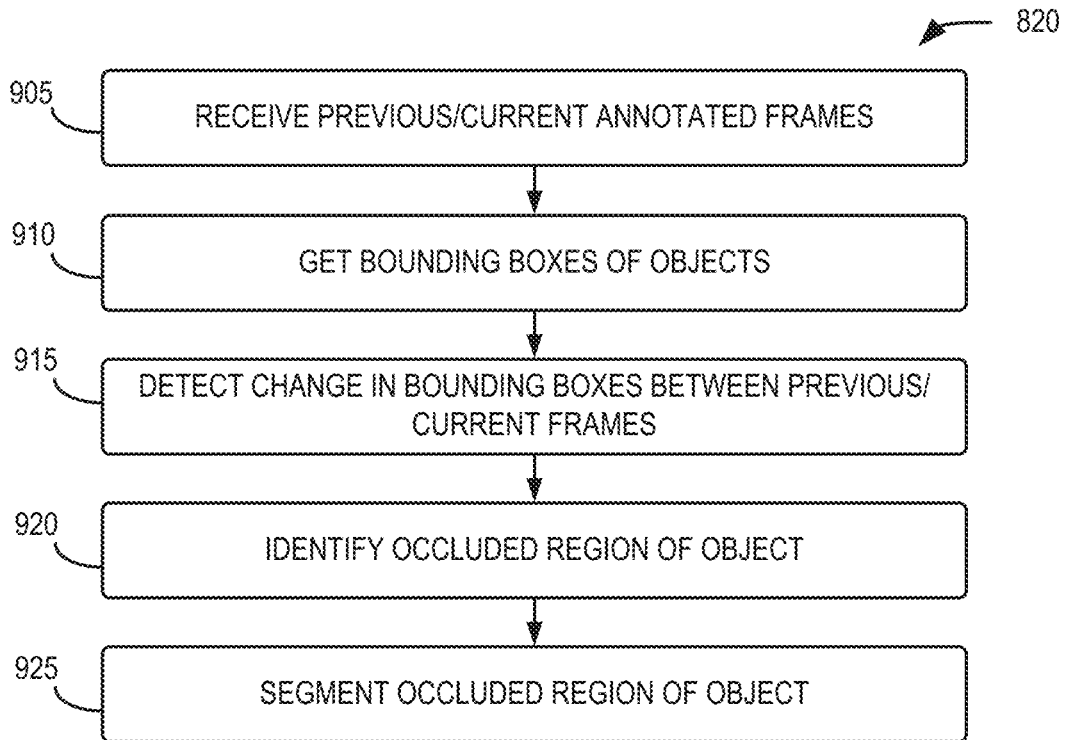 820
905
RECEIVE PREVIOUS/CURRENT ANNOTATED FRAMES
910
GET BOUNDING BOXES OF OBJECTS
915
DETECT CHANGE IN BOUNDING BOXES BETWEEN PREVIOUS/
CURRENT FRAMES
920
IDENTIFY OCCLUDED REGION OF OBJECT
925
SEGMENT OCCLUDED REGION OF OBJECT